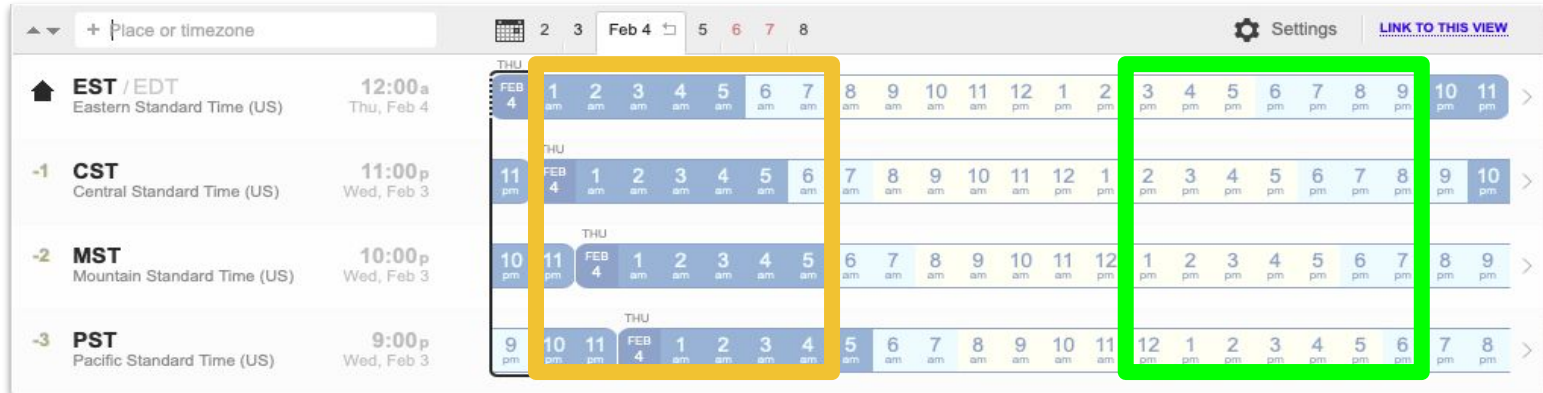 + Place or timezone 2 3 Feb 4 5 6 7 8 Settings LINK TO THIS VIEW
THU
EST / EDT 12:00a FEB 1 2 3 4 5 6 7 8 9 10 11 12 1 2 3 4 5 6 7 8 9 10 11 >
Eastern Standard Time (US) Thu, Feb 4 4 am am am am am am am am am am am pm pm pm pm pm pm pm pm pm pm pm pm
THU
-1 CST 11:00p 11 FEB 1 2 3 4 5 6 7 8 9 10 11 12 1 2 3 4 5 6 7 8 9 10 >
Central Standard Time (US) Wed, Feb 3 pm 4 am am am am am am am am am am am pm pm pm pm pm pm pm pm pm pm pm
THU
-2 MST 10:00p 10 11 FEB 1 2 3 4 5 6 7 8 9 10 11 12 1 2 3 4 5 6 7 8 9 >
Mountain Standard Time (US) Wed, Feb 3 pm pm 4 am am am am am am am am am am am pm pm pm pm pm pm pm pm pm pm
THU
-3 PST 9:00p 9 10 11 FEB 1 2 3 4 5 6 7 8 9 10 11 12 1 2 3 4 5 6 7 8 >
Pacific Standard Time (US) Wed, Feb 3 pm pm pm 4 am am am am am am am am am am am pm pm pm pm pm pm pm pm pm